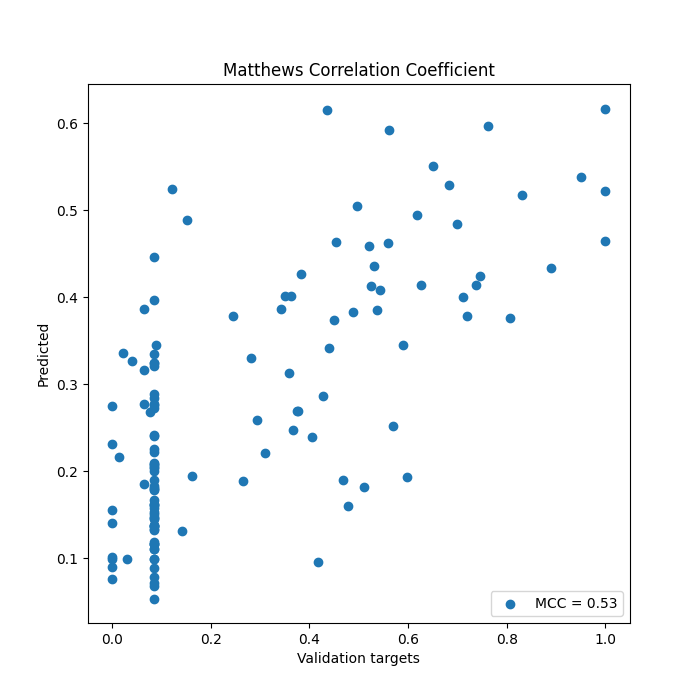 Matthews Correlation Coefficient
0.6
0.5
0.4
0.3
0.2
0.1
Predicted
MCC = 0.53
0.0 0.2 0.4 0.6 0.8 1.0
Validation targets